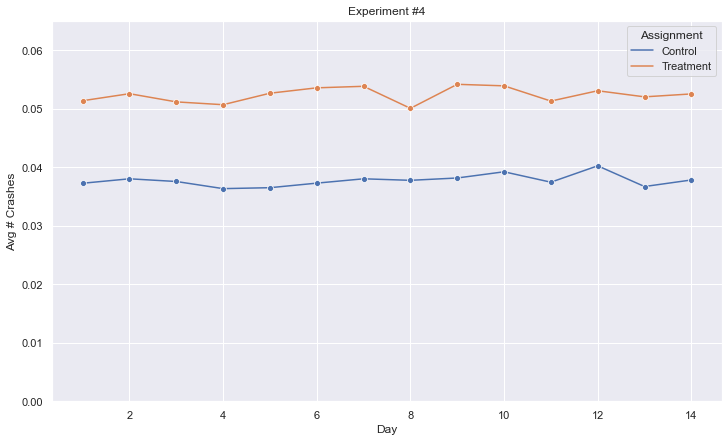 Experiment #4
Assignment
Control
Treatment
Avg # Crashes
0.06
0.05
0.04
0.03
0.02
0.01
0.00
2 4 6 8 10 12 14
Day